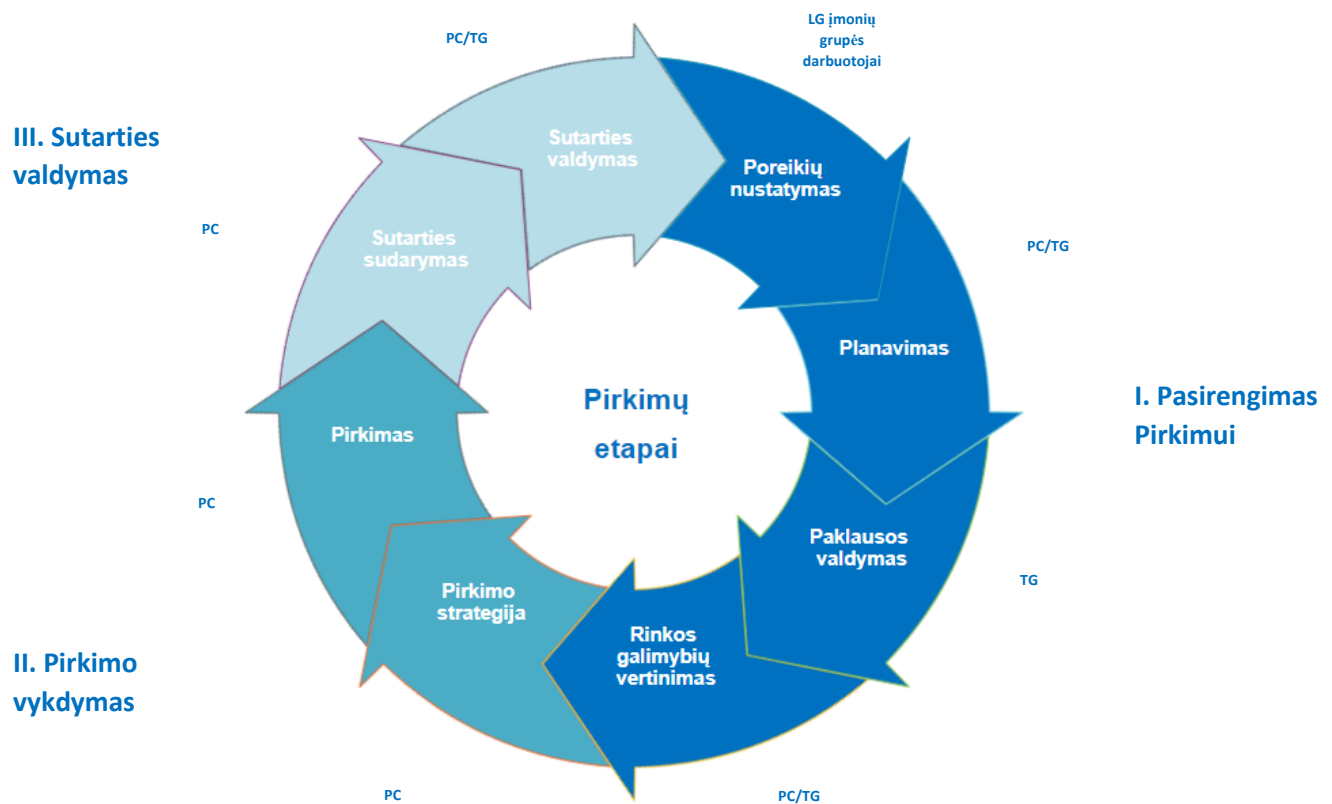 PC/TG
LG įmonių
grupės
darbuotojai
III. Sutarties
valdymas
Sutarties
valdymas
Poreikių
nustatymas
PC
Sutarties
sudarymas
PC/TG
Planavimas
Pirkimų
etapai
I. Pasirengimas
Pirkimui
Pirkimas
PC
Paklausos
valdymas
TG
Pirkimo
strategija
Rinkos
galimybių
vertinimas
II. Pirkimo
vykdymas
PC
PC/TG